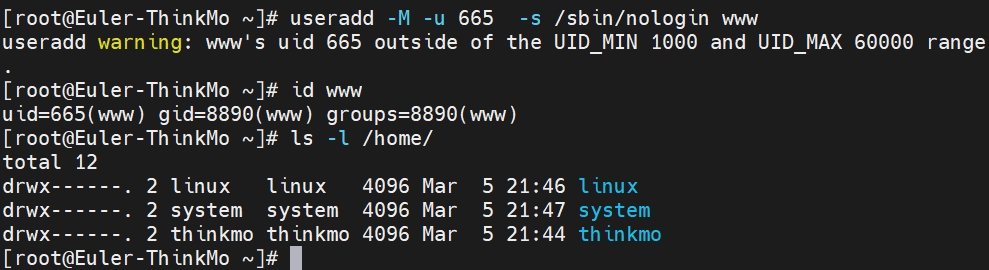 [root@Euler-ThinkMo ~]# useradd -M -u 665  -s /sbin/nologin www
useradd warning: www's uid 665 outside of the UID_MIN 1000 and UID_MAX 60000 range
.
[root@Euler-ThinkMo ~]# id www
uid=665(www) gid=8890(www) groups=8890(www)
[root@Euler-ThinkMo ~]# ls -l /home/
total 12
drwx------. 2 linux   linux   4096 Mar  5 21:46 linux
drwx------. 2 system  system  4096 Mar  5 21:47 system
drwx------. 2 thinkmo thinkmo 4096 Mar  5 21:44 thinkmo
[root@Euler-ThinkMo ~]#